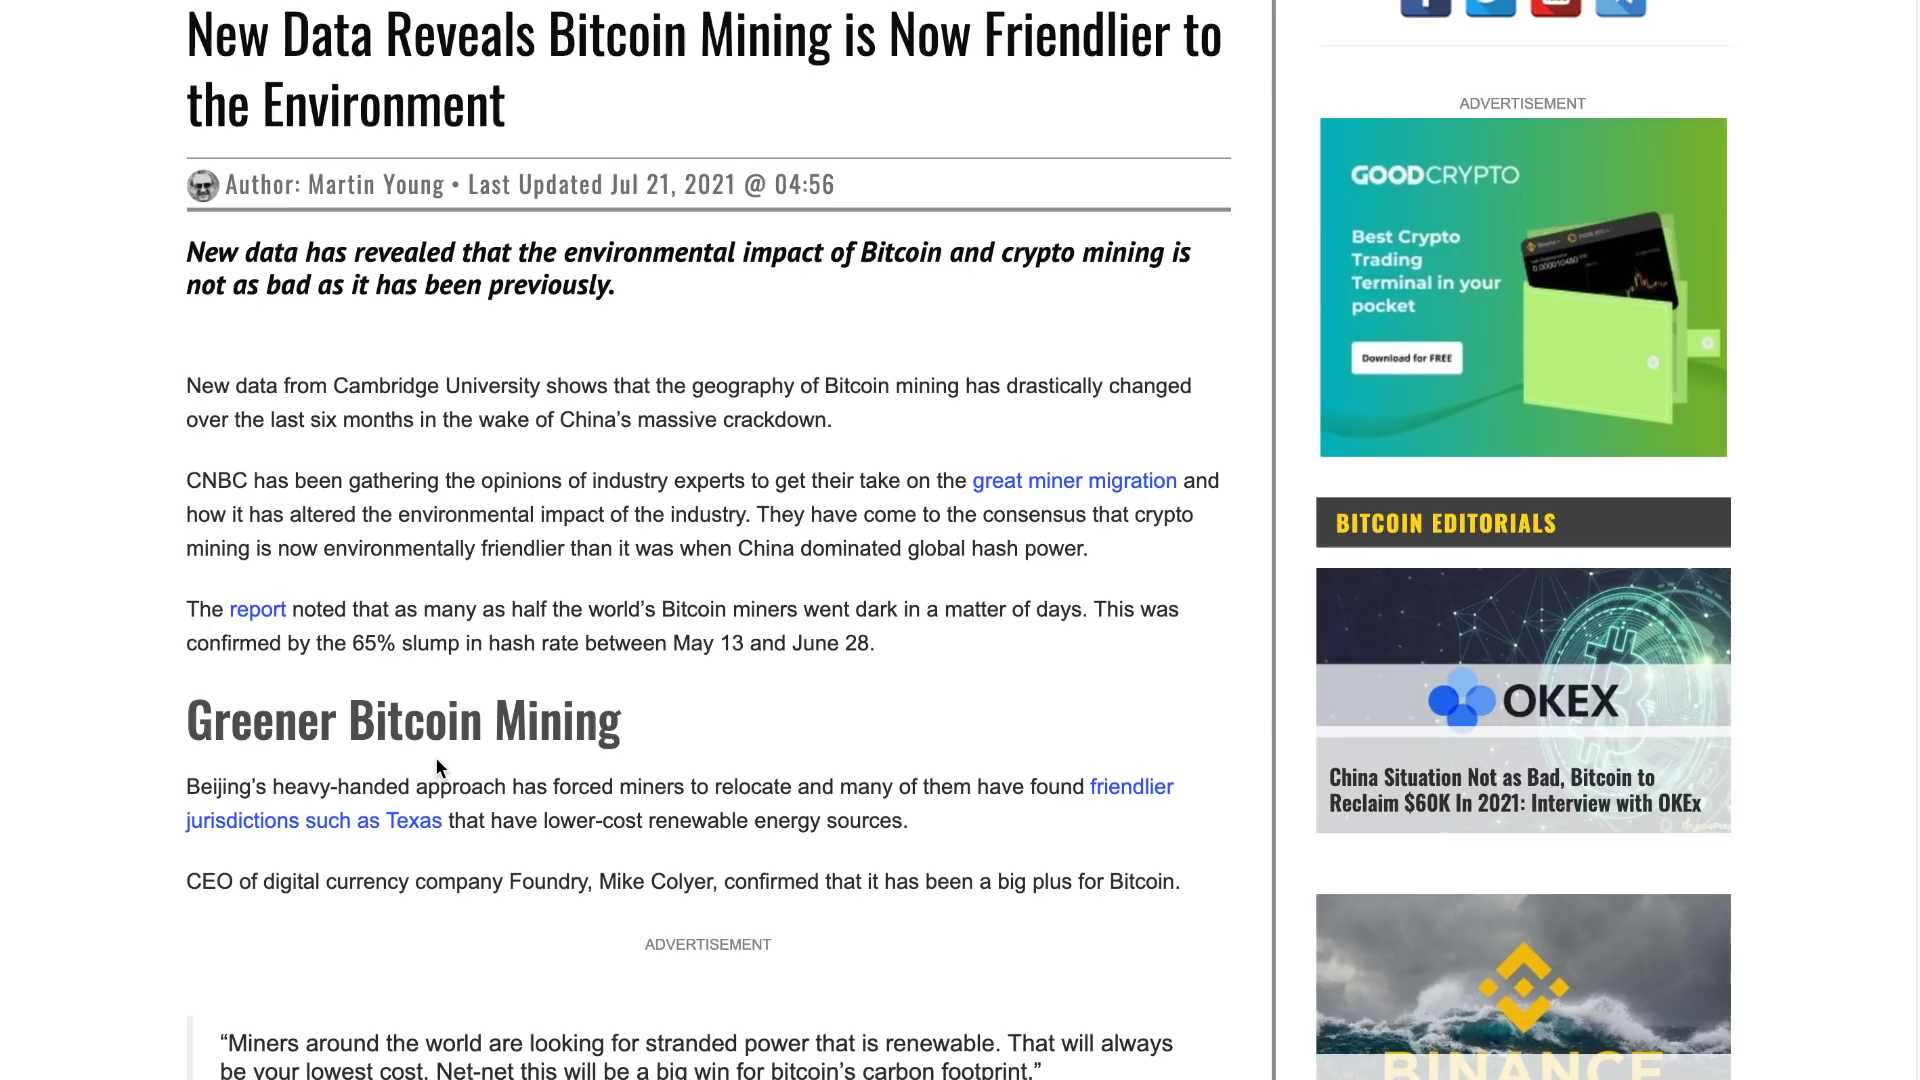 New Data Reveals Bitcoin Mining is Now Friendlier to
the Environment
Author: Martin Young • Last Updated Jul 21, 2021 @ 04:56
New data has revealed that the environmental impact of Bitcoin and crypto mining is
not as bad as it has been previously.
New data from Cambridge University shows that the geography of Bitcoin mining has drastically changed
over the last six months in the wake of China’s massive crackdown.
CNBC has been gathering the opinions of industry experts to get their take on the great miner migration and
how it has altered the environmental impact of the industry. They have come to the consensus that crypto
mining is now environmentally friendlier than it was when China dominated global hash power.
The report noted that as many as half the world’s Bitcoin miners went dark in a matter of days. This was
confirmed by the 65% slump in hash rate between May 13 and June 28.
Greener Bitcoin Mining
Beijing’s heavy-handed approach has forced miners to relocate and many of them have found friendlier
jurisdictions such as Texas that have lower-cost renewable energy sources.
CEO of digital currency company Foundry, Mike Colyer, confirmed that it has been a big plus for Bitcoin.
ADVERTISEMENT
“Miners around the world are looking for stranded power that is renewable. That will always
be your lowest cost. Net-net this will be a big win for bitcoin’s carbon footprint.”
ADVERTISEMENT
GOODCRYPTO
Best Crypto
Trading
Terminal in your
pocket
Download for FREE
BITCOIN EDITORIALS
OKEX
China Situation Not as Bad, Bitcoin to
Reclaim $60K In 2021: Interview with OKEx
BINANCE